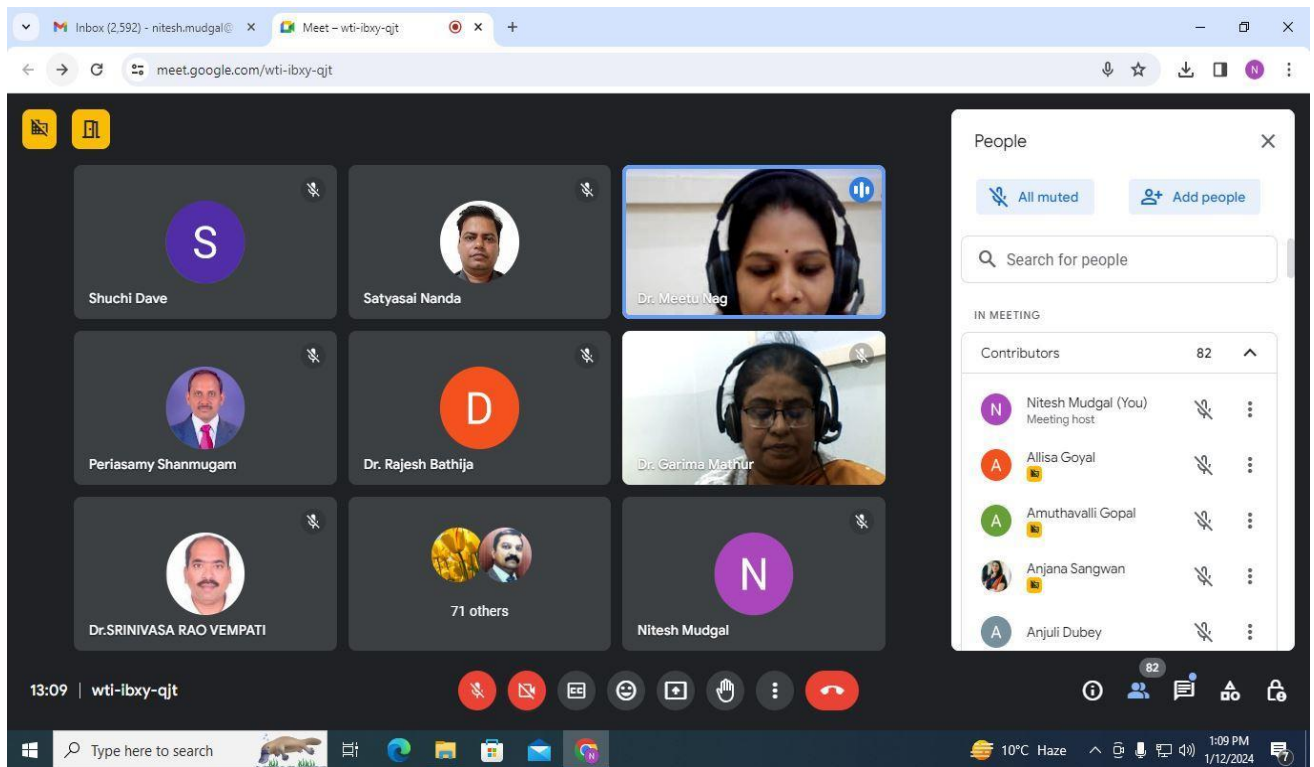 Inbox (2,592) - nitesh.mudgal@
Meet – wti-ibxy-qjt
meet.google.com/wti-ibxy-qjt
N
S
Shuchi Dave
Satyasai Nanda
Dr. Meetu Nag
Periasamy Shanmugam
D
Dr. Rajesh Bathija
Dr. Garima Mathur
Dr.SRINIVASA RAO VEMPATI
71 others
N
Nitesh Mudgal
People
All muted
Add people
Search for people
IN MEETING
Contributors 82
N
Nitesh Mudgal (You)
Meeting host
A
Allisa Goyal
A
Amuthavalli Gopal
Anjana Sangwan
A
Anjuli Dubey
13:09 | wti-ibxy-qjt
CC
82
Type here to search
N
10°C Haze
1:09 PM
1/12/2024
7